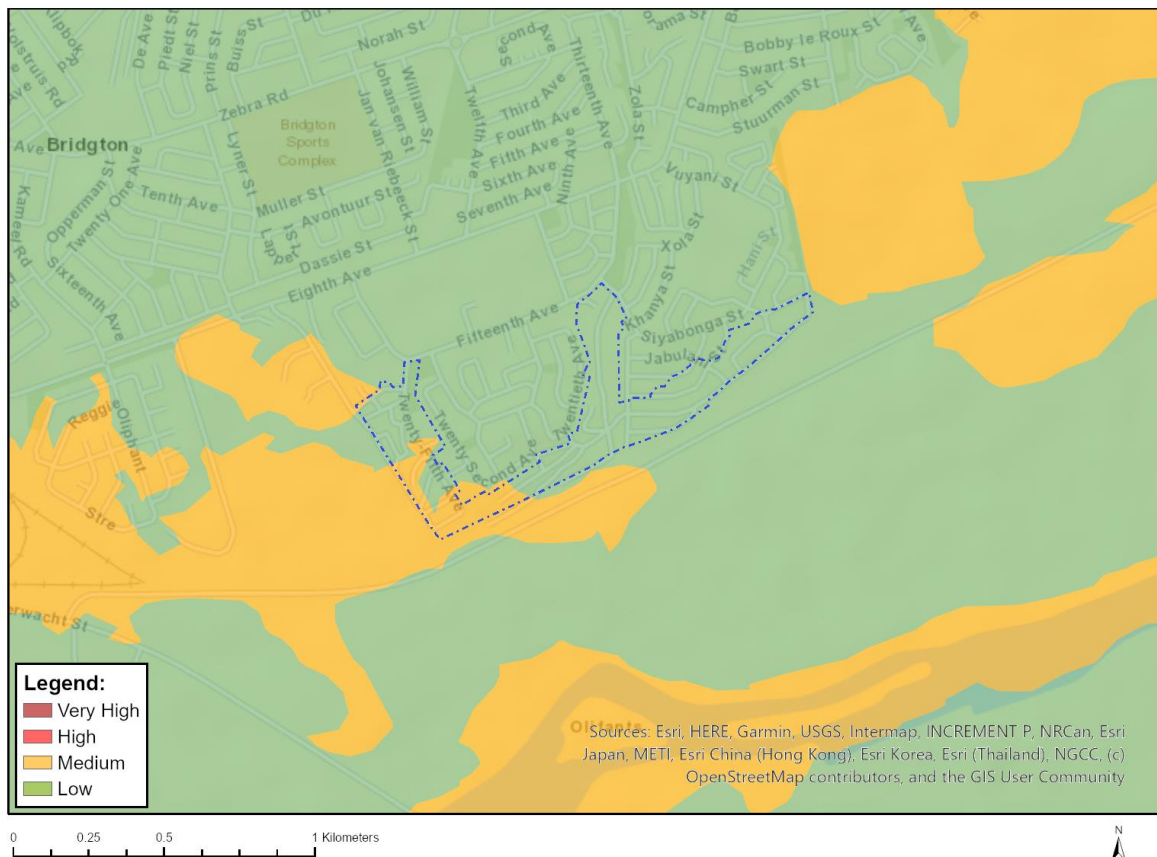 De Ave
Piedt St
Niel St
Prins St
Buiss St
Norah St
Second Ave
Thirteenth Ave
Bobby le Roux St
Swart St
Campher St
Stuurman St
Zola St
Zebra Rd
Johansen St
William St
Jan van Riebeeck St
Twelfth Ave
Third Ave
Fourth Ave
Fifth Ave
Sixth Ave
Seventh Ave
Ninth Ave
Bridgton
Sports
Complex
Ave Bridgton
Lyner St
Muller St
Avontuur St
Dassie St
Eighth Ave
Tenth Ave
Opperman St
Twenty One Ave
Kameel Rd
Sixteenth Ave
Vuyani St
Xola St
Hani St
Khanya St
Siyabonga St
Fifteenth Ave
Twentieth Ave
Twenty Second Ave
Twenty-Fifth Ave
Reggie
Oliphant
Stre
erwacht St
Olifants
Legend:
Very High
High
Medium
Low
Sources: Esri, HERE, Garmin, USGS, Intermap, INCREMENT P, NRCan, Esri
Japan, METI, Esri China (Hong Kong), Esri Korea, Esri (Thailand), NGCC, (c)
OpenStreetMap contributors, and the GIS User Community
0 0.25 0.5 1 Kilometers
N